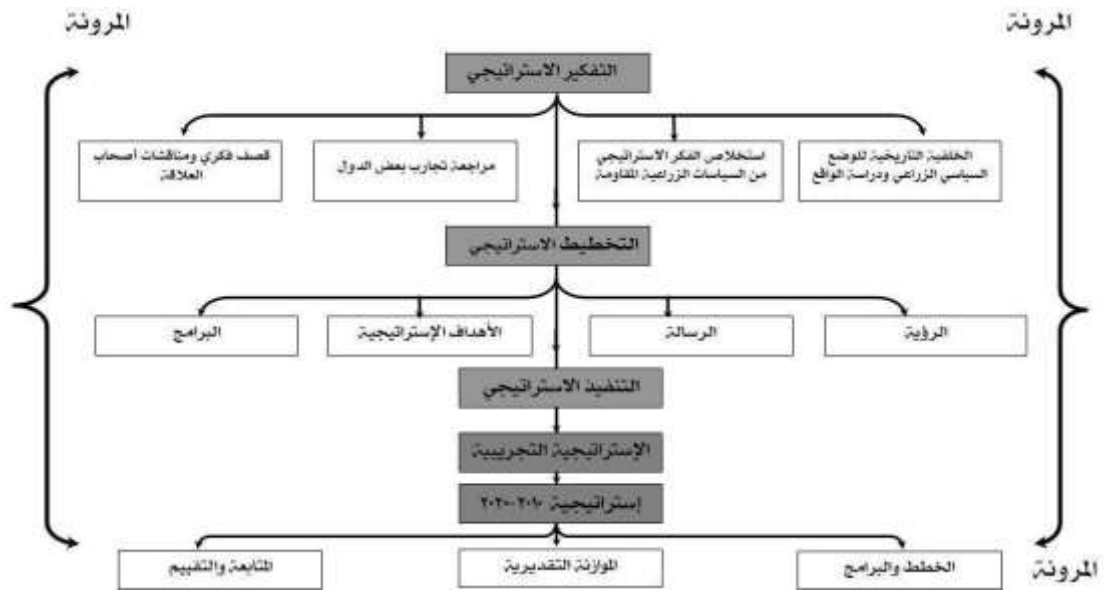 المرونة
المرونة
التفكير الاستراتيجي
الخلفية التاريخية للوضع
السياسي الزراعي ودراسة الواقع
استخلاص الفكر الاستراتيجي
من السياسات الزراعية المقاومة
مراجعة تجارب بعض الدول
قصف فكري ومناقشات أصحاب
العلاقة
التخطيط الاستراتيجي
الرؤية
الرسالة
الأهداف الإستراتيجية
البرامج
التنفيذ الاستراتيجي
الإستراتيجية التجريبية
إستراتيجية ٢٠١٠-٢٠٢٠
المرونة
الخطط والبرامج
الموازنة التقديرية
المتابعة والتقييم